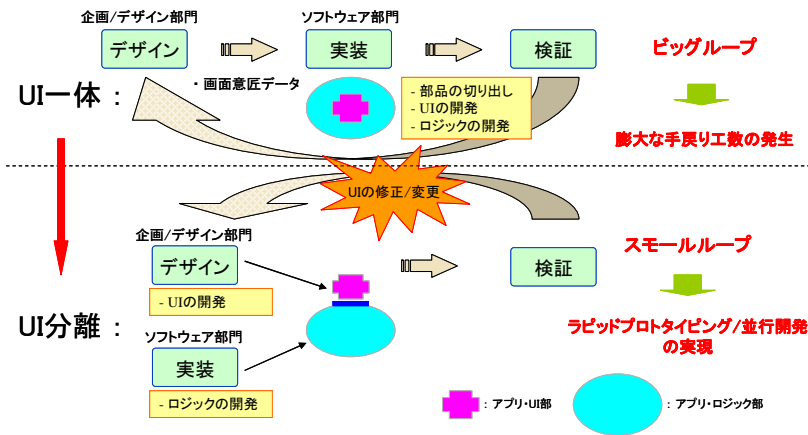 企画/デザイン部門
ソフトウェア部門
デザイン
実装
検証
ビッグループ
UI一体：
・画面意匠データ
- 部品の切り出し
- UIの開発
- ロジックの開発
膨大な手戻り工数の発生
UIの修正/変更
企画/デザイン部門
デザイン
- UIの開発
検証
スモールループ
UI分離：
ソフトウェア部門
実装
- ロジックの開発
ラピッドプロトタイピング/並行開発
の実現
：アプリ・UI部
：アプリ・ロジック部